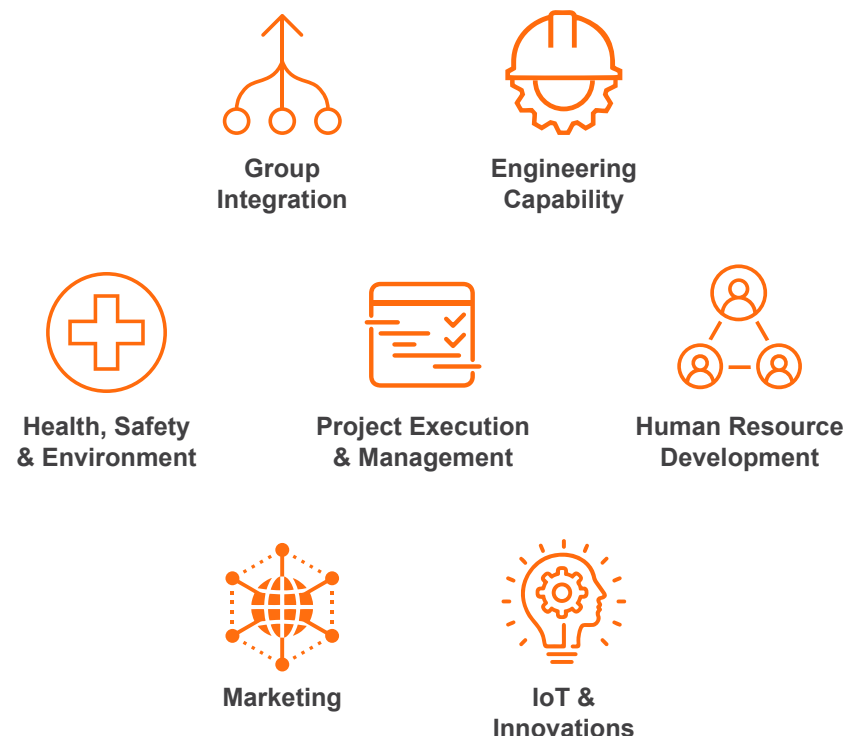 Group
Integration
Engineering
Capability
Health, Safety
& Environment
Project Execution
& Management
Human Resource
Development
Marketing
IoT &
Innovations